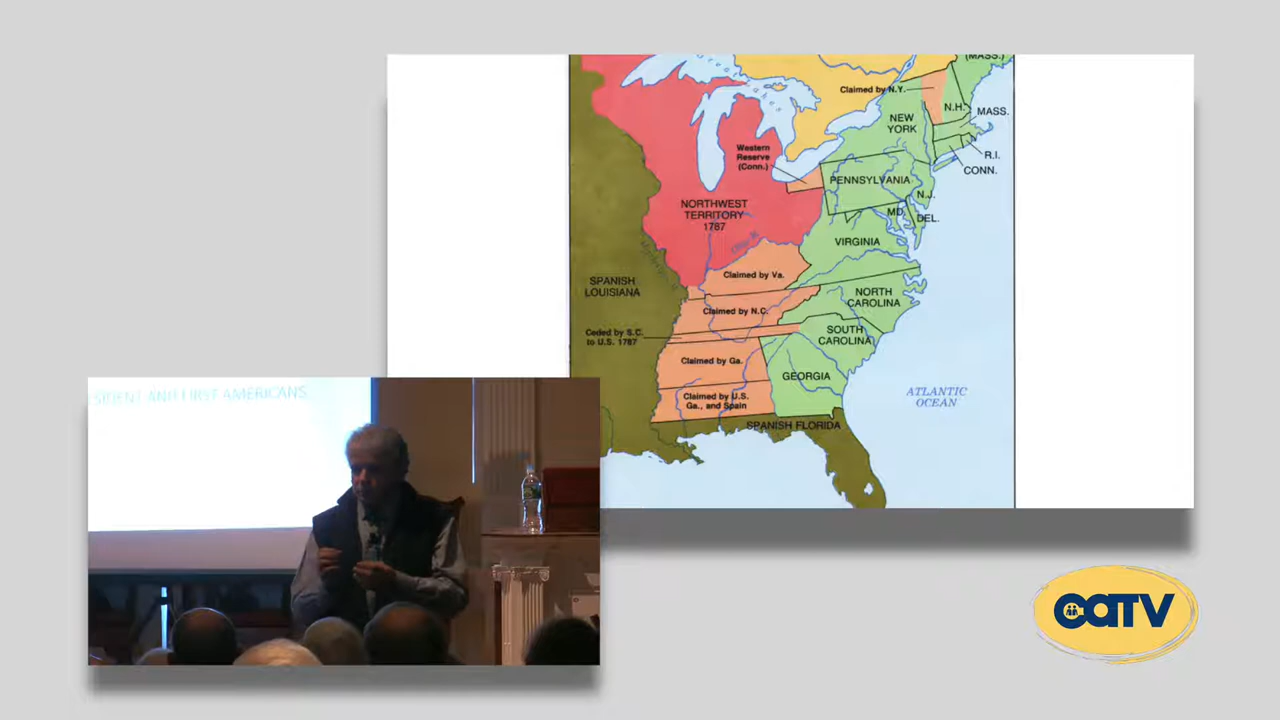 (MASS.)
Claimed by N.Y.
N.H.
MASS.
NEW
YORK
Western
Reserve
(Conn.)
R.I.
CONN.
PENNSYLVANIA
N.J.
NORTHWEST
TERRITORY
1787
MD.
DEL.
VIRGINIA
Claimed by Va.
SPANISH
LOUISIANA
NORTH
CAROLINA
Claimed by N.C.
Ceded by S.C.
to U.S. 1787
SOUTH
CAROLINA
Claimed by Ga.
GEORGIA
ATLANTIC
OCEAN
Claimed by U.S.
Ga., and Spain
SPANISH FLORIDA
AND FIRST AMERICANS
catv